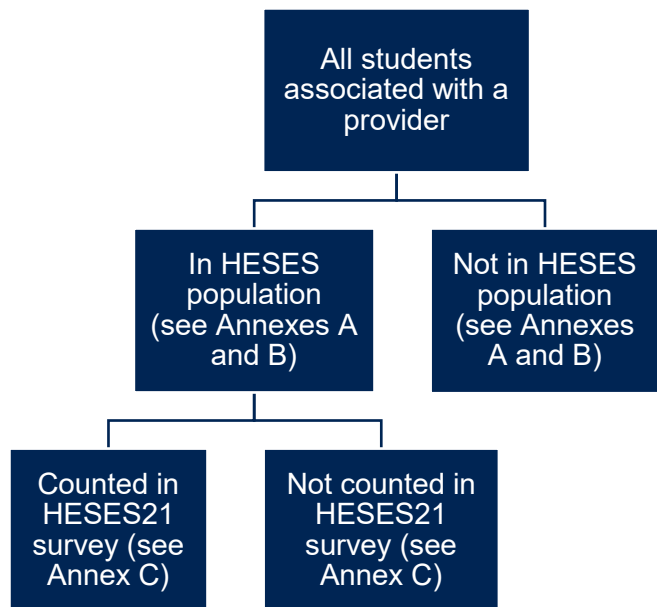 All students
associated with a
provider
In HESES
population
(see Annexes A
and B)
Not in HESES
population
(see Annexes
A and B)
Counted in
HESES21
survey (see
Annex C)
Not counted in
HESES21
survey (see
Annex C)